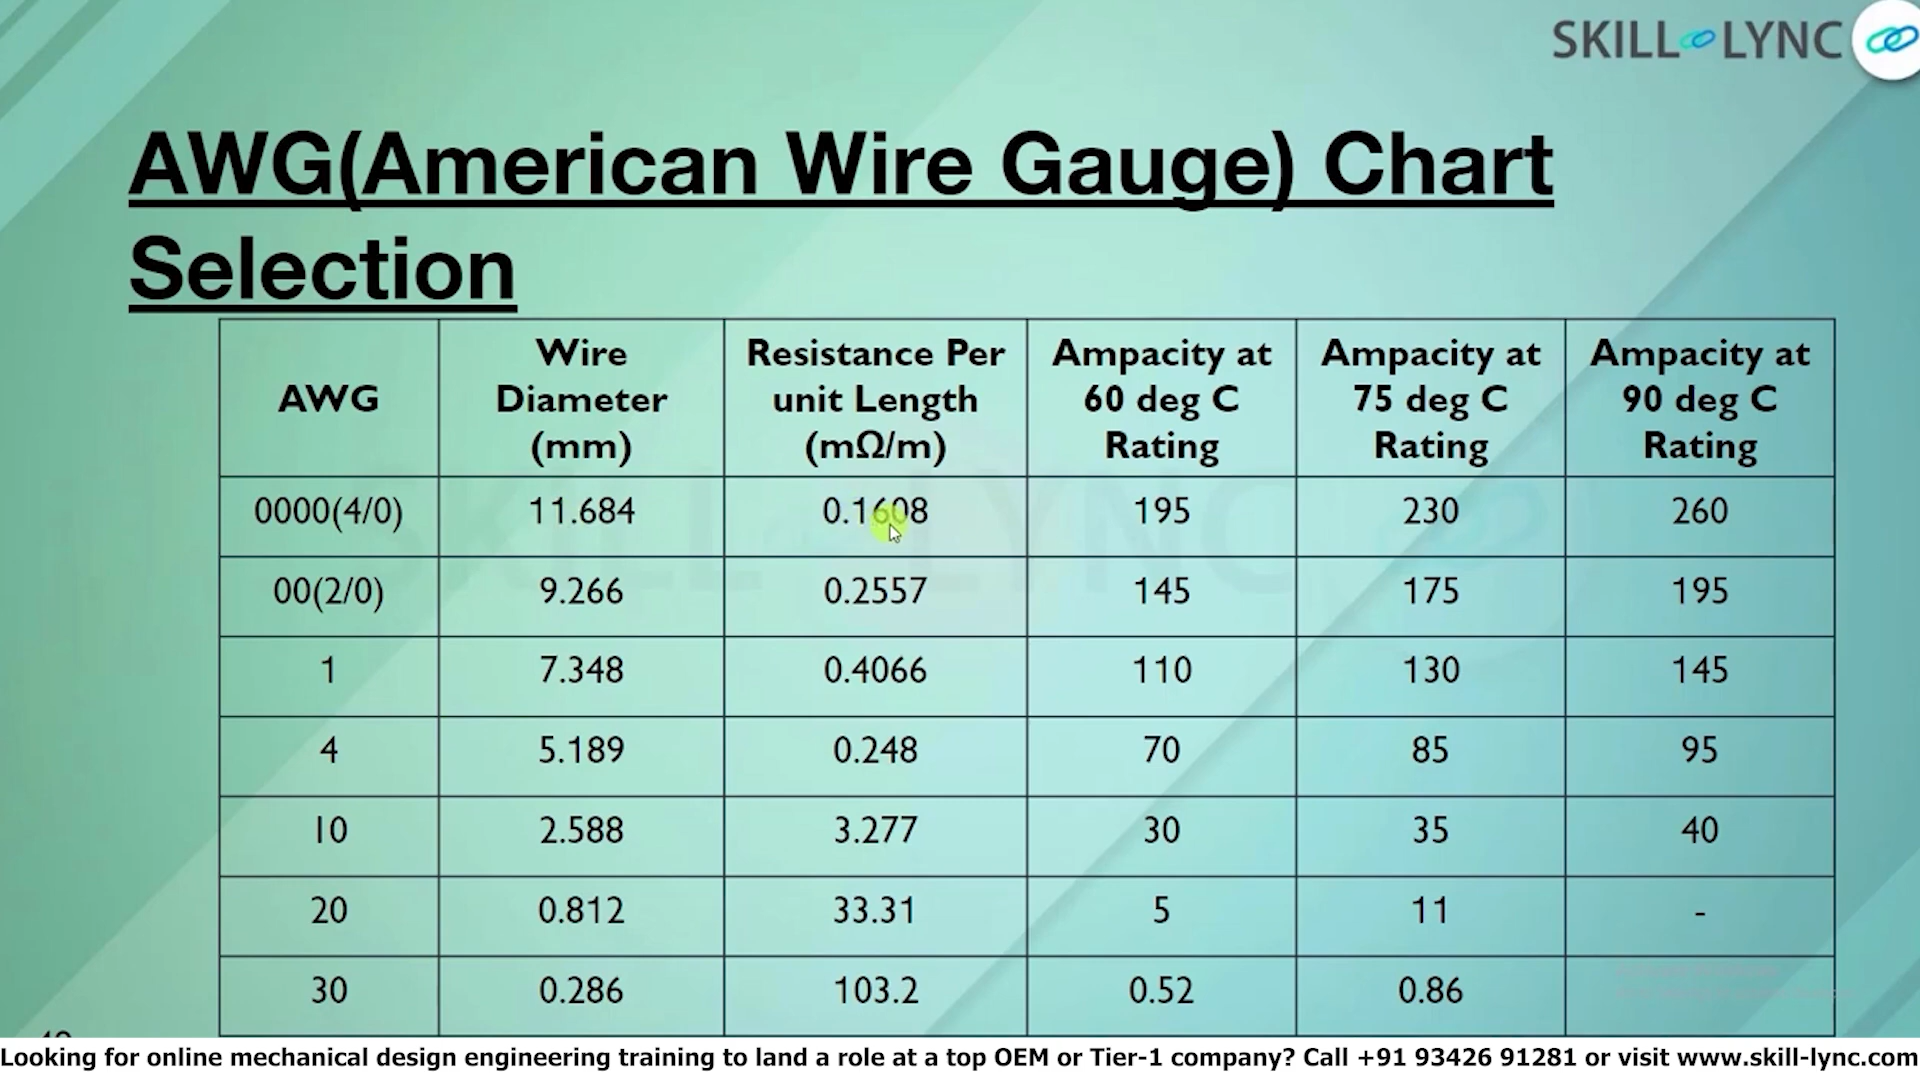 SKILL LYNC
AWG(American Wire Gauge) Chart
Selection
AWG
Wire
Diameter
(mm)
Resistance Per
unit Length
(mΩ/m)
Ampacity at
60 deg C
Rating
Ampacity at
75 deg C
Rating
Ampacity at
90 deg C
Rating
0000(4/0) 11.684 0.1608 195 230 260
00(2/0) 9.266 0.2557 145 175 195
1 7.348 0.4066 110 130 145
4 5.189 0.248 70 85 95
10 2.588 3.277 30 35 40
20 0.812 33.31 5 11 -
30 0.286 103.2 0.52 0.86
Looking for online mechanical design engineering training to land a role at a top OEM or Tier-1 company? Call +91 93426 91281 or visit www.skill-lync.com